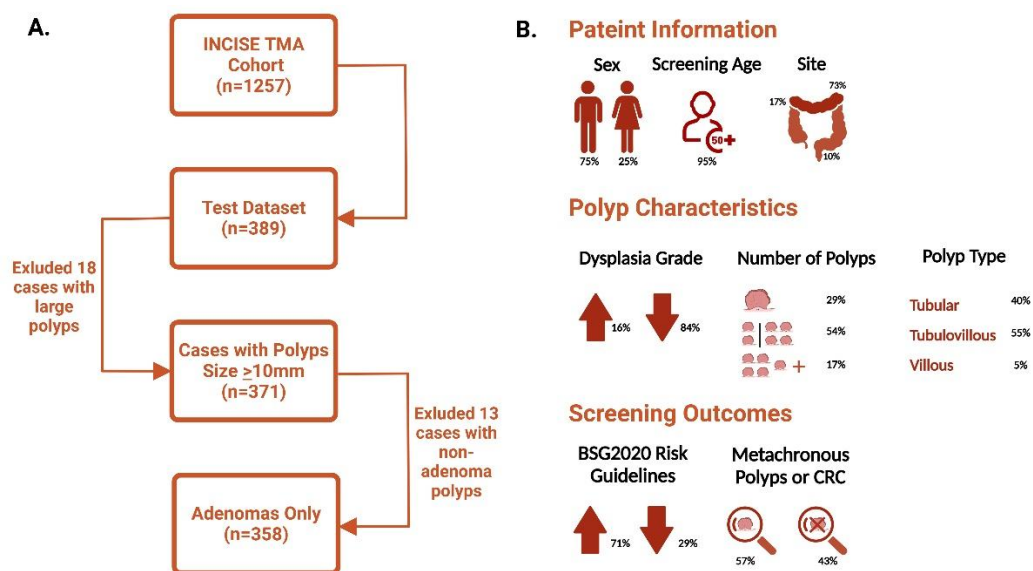 A.
INCISE TMA
Cohort
(n=1257)
Test Dataset
(n=389)
Exluded 18
cases with
large
polyps
Cases with Polyps
Size ≥10mm
(n=371)
Exluded 13
cases with
non-
adenoma
polyps
Adenomas Only
(n=358)
B.
Pateint Information
Sex
Screening Age
Site
75%
25%
50+
95%
17%
73%
10%
Polyp Characteristics
Dysplasia Grade
Number of Polyps
Polyp Type
16%
84%
29%
54%
17%
+
Tubular 40%
Tubulovillous 55%
Villous 5%
Screening Outcomes
BSG2020 Risk
Guidelines
Metachronous
Polyps or CRC
71%
29%
57%
43%